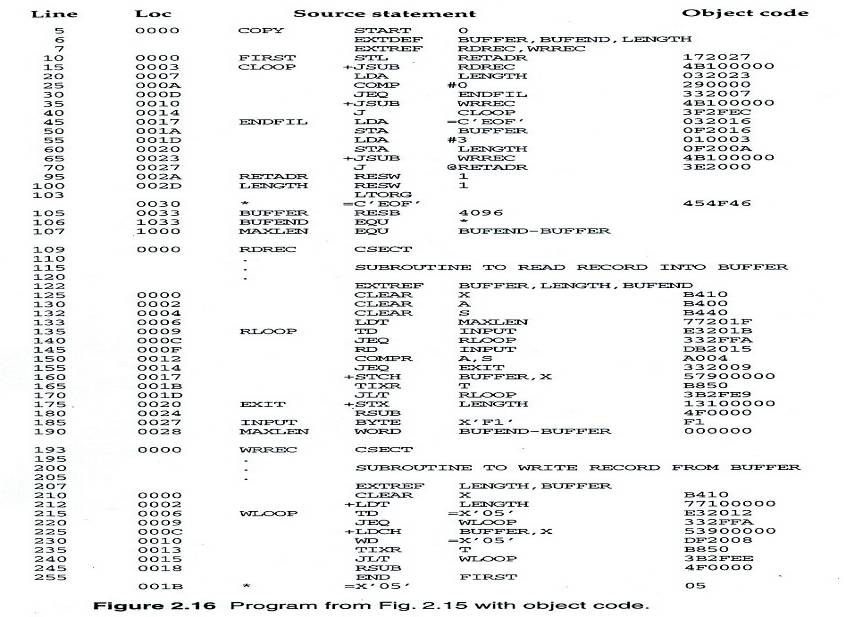 Line Loc Source statement Object code
5 0000 COPY START 0
6 EXTDEF BUFFER,BUFEND,LENGTH
7 EXTREF RDREC,WRREC
10 0000 FIRST STL RETADR 172027
15 0003 CLOOP +JSUB RDREC 4B100000
20 0007 LDA LENGTH 032023
25 000A COMP #0 290000
30 000D JEQ ENDFIL 332007
35 0010 +JSUB WRREC 4B100000
40 0014 J CLOOP 3F2FEC
45 0017 ENDFIL LDA =C'EOF' 032016
50 001A STA BUFFER 0F2016
55 001D LDA #3 010003
60 0020 STA LENGTH 0F200A
65 0023 +JSUB WRREC 4B100000
70 0027 J @RETADR 3E2000
95 002A RETADR RESW 1
100 002D LENGTH RESW 1
103 LTORG
0030 * =C'EOF' 454F46
105 0033 BUFFER RESB 4096
106 1033 BUFEND EQU *
107 1000 MAXLEN EQU BUFEND-BUFFER
109 0000 RDREC CSECT
110 .
115 . SUBROUTINE TO READ RECORD INTO BUFFER
120 .
122 EXTREF BUFFER,LENGTH,BUFEND
125 0000 CLEAR X B410
130 0002 CLEAR A B400
132 0004 CLEAR S B440
133 0006 LDT MAXLEN 77201F
135 0009 RLOOP TD INPUT E3201B
140 000C JEQ RLOOP 332FFA
145 000F RD INPUT DB2015
150 0012 COMPR A,S A004
155 0014 JEQ EXIT 332009
160 0017 +STCH BUFFER,X 57900000
165 001B TIXR T B850
170 001D JLT RLOOP 3B2FE9
175 0020 EXIT +STX LENGTH 13100000
180 0024 RSUB 4F0000
185 0027 INPUT BYTE X'F1' F1
190 0028 MAXLEN WORD BUFEND-BUFFER 000000
193 0000 WRREC CSECT
195 .
200 . SUBROUTINE TO WRITE RECORD FROM BUFFER
205 .
207 EXTREF LENGTH,BUFFER
210 0000 CLEAR X B410
212 0002 +LDT LENGTH 77100000
215 0006 WLOOP TD =X'05' E32012
220 0009 JEQ WLOOP 332FFA
225 000C +LDCH BUFFER,X 53900000
230 0010 WD =X'05' DF2008
235 0013 TIXR T B850
240 0015 JLT WLOOP 3B2FEE
245 0018 RSUB 4F0000
255 END FIRST
001B * =X'05' 05
Figure 2.16 Program from Fig. 2.15 with object code.